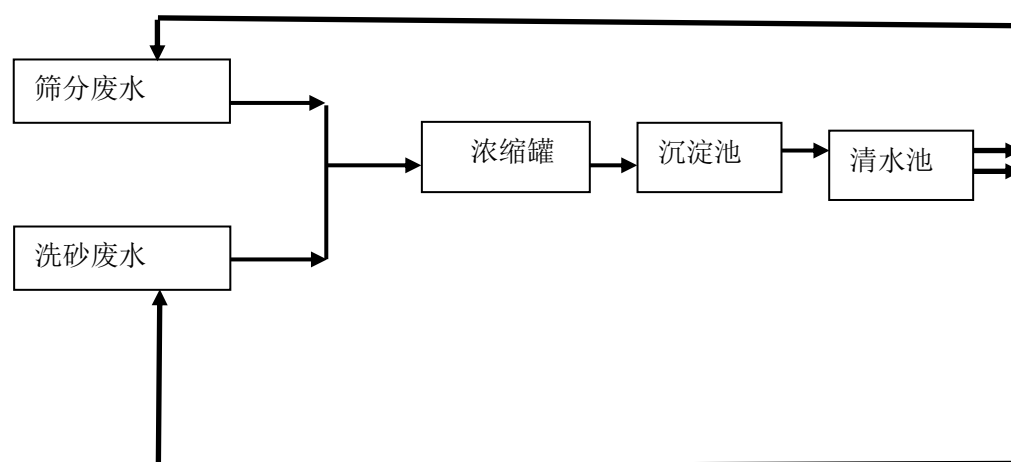 筛分废水
浓缩罐
沉淀池
清水池
洗砂废水